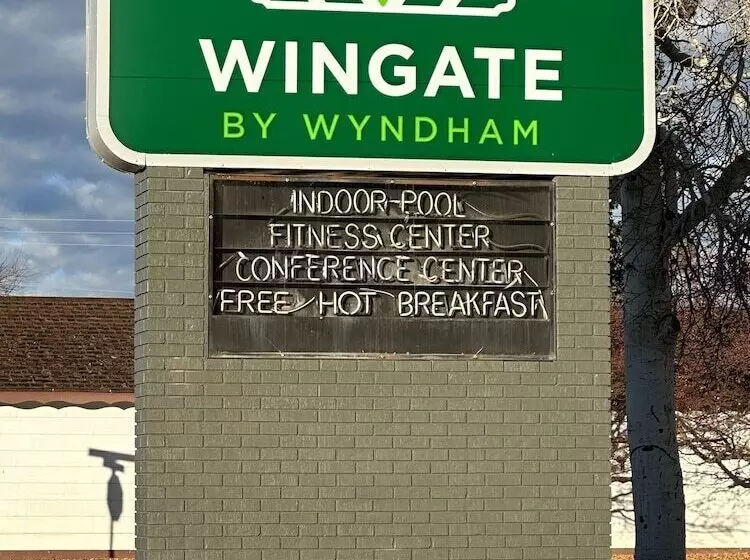 WINGATE
BY WYNDHAM
INDOOR-POOL
FITNESS CENTER
CONFERENCE CENTER
FREE HOT BREAKFAST